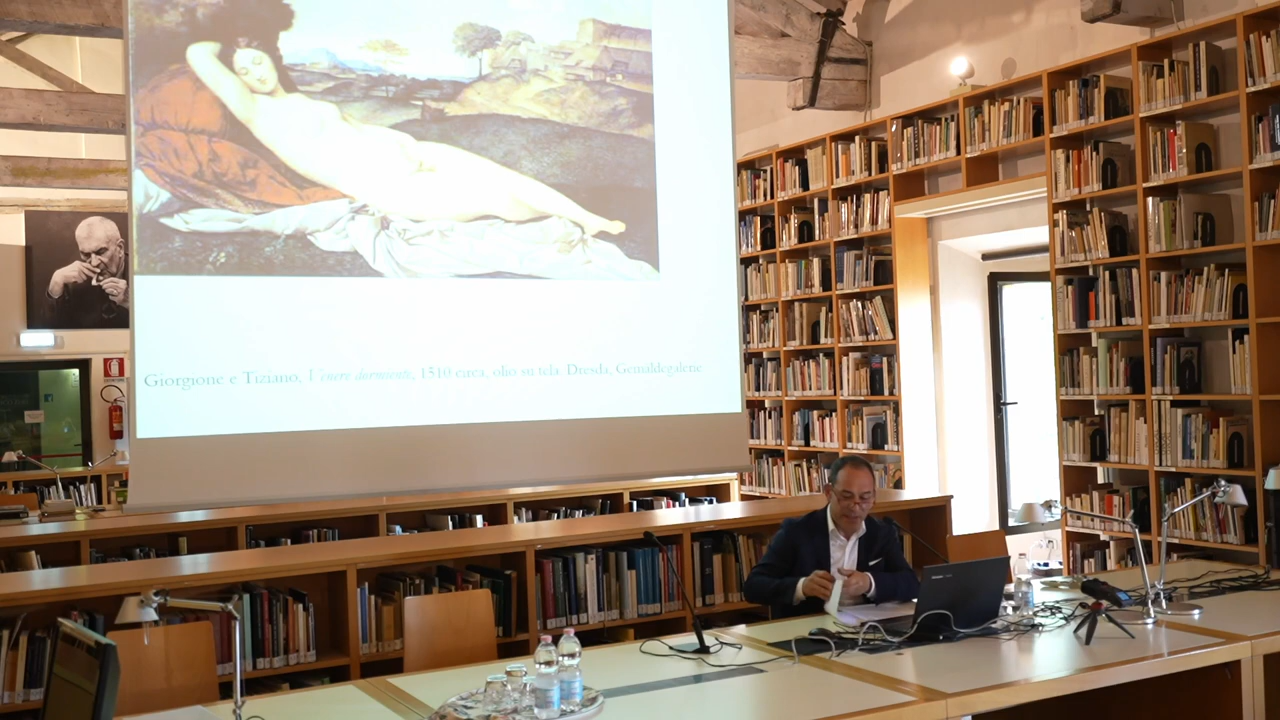 Giorgione e Tiziano, Venere dormiente, 1510 circa, olio su tela. Dresda, Gemäldegalerie